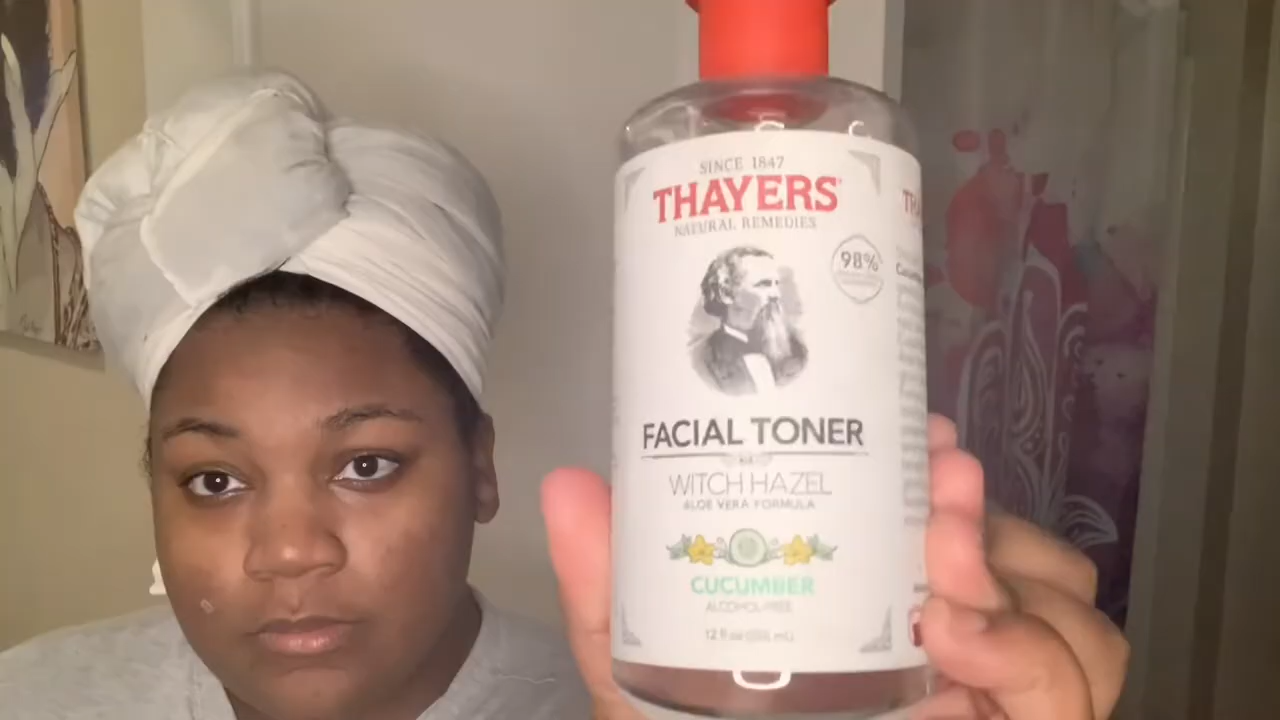 SINCE 1847
THAYERS
NATURAL REMEDIES
98%
FACIAL TONER
WITCH HAZEL
ALOE VERA FORMULA
CUCUMBER
ALCOHOL-FREE
12 fl oz